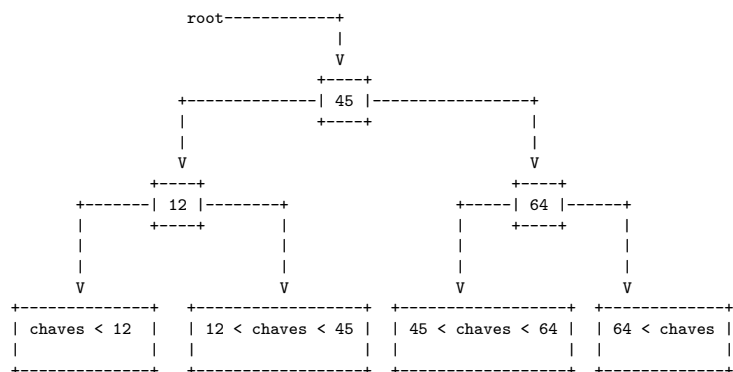 root
45
12
64
chaves < 12
12 < chaves < 45
45 < chaves < 64
64 < chaves